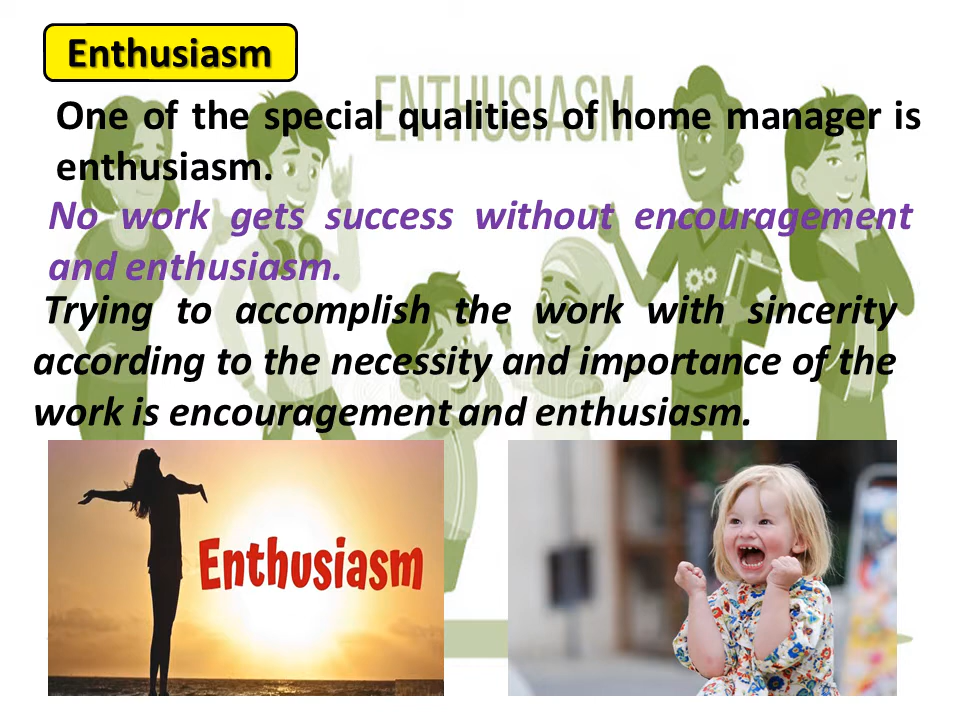 Enthusiasm
ENTHUSIASM
One of the special qualities of home manager is
enthusiasm.
No work gets success without encouragement
and enthusiasm.
Trying to accomplish the work with sincerity
according to the necessity and importance of the
work is encouragement and enthusiasm.
Enthusiasm